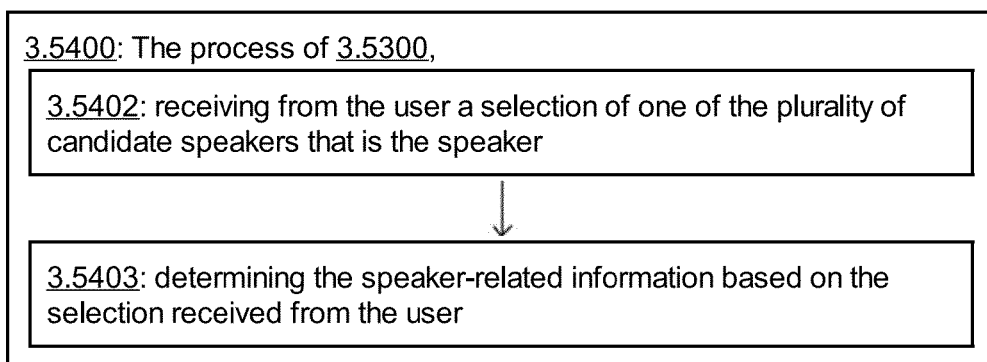 3.5400: The process of 3.5300,
3.5402: receiving from the user a selection of one of the plurality of
candidate speakers that is the speaker
3.5403: determining the speaker-related information based on the
selection received from the user